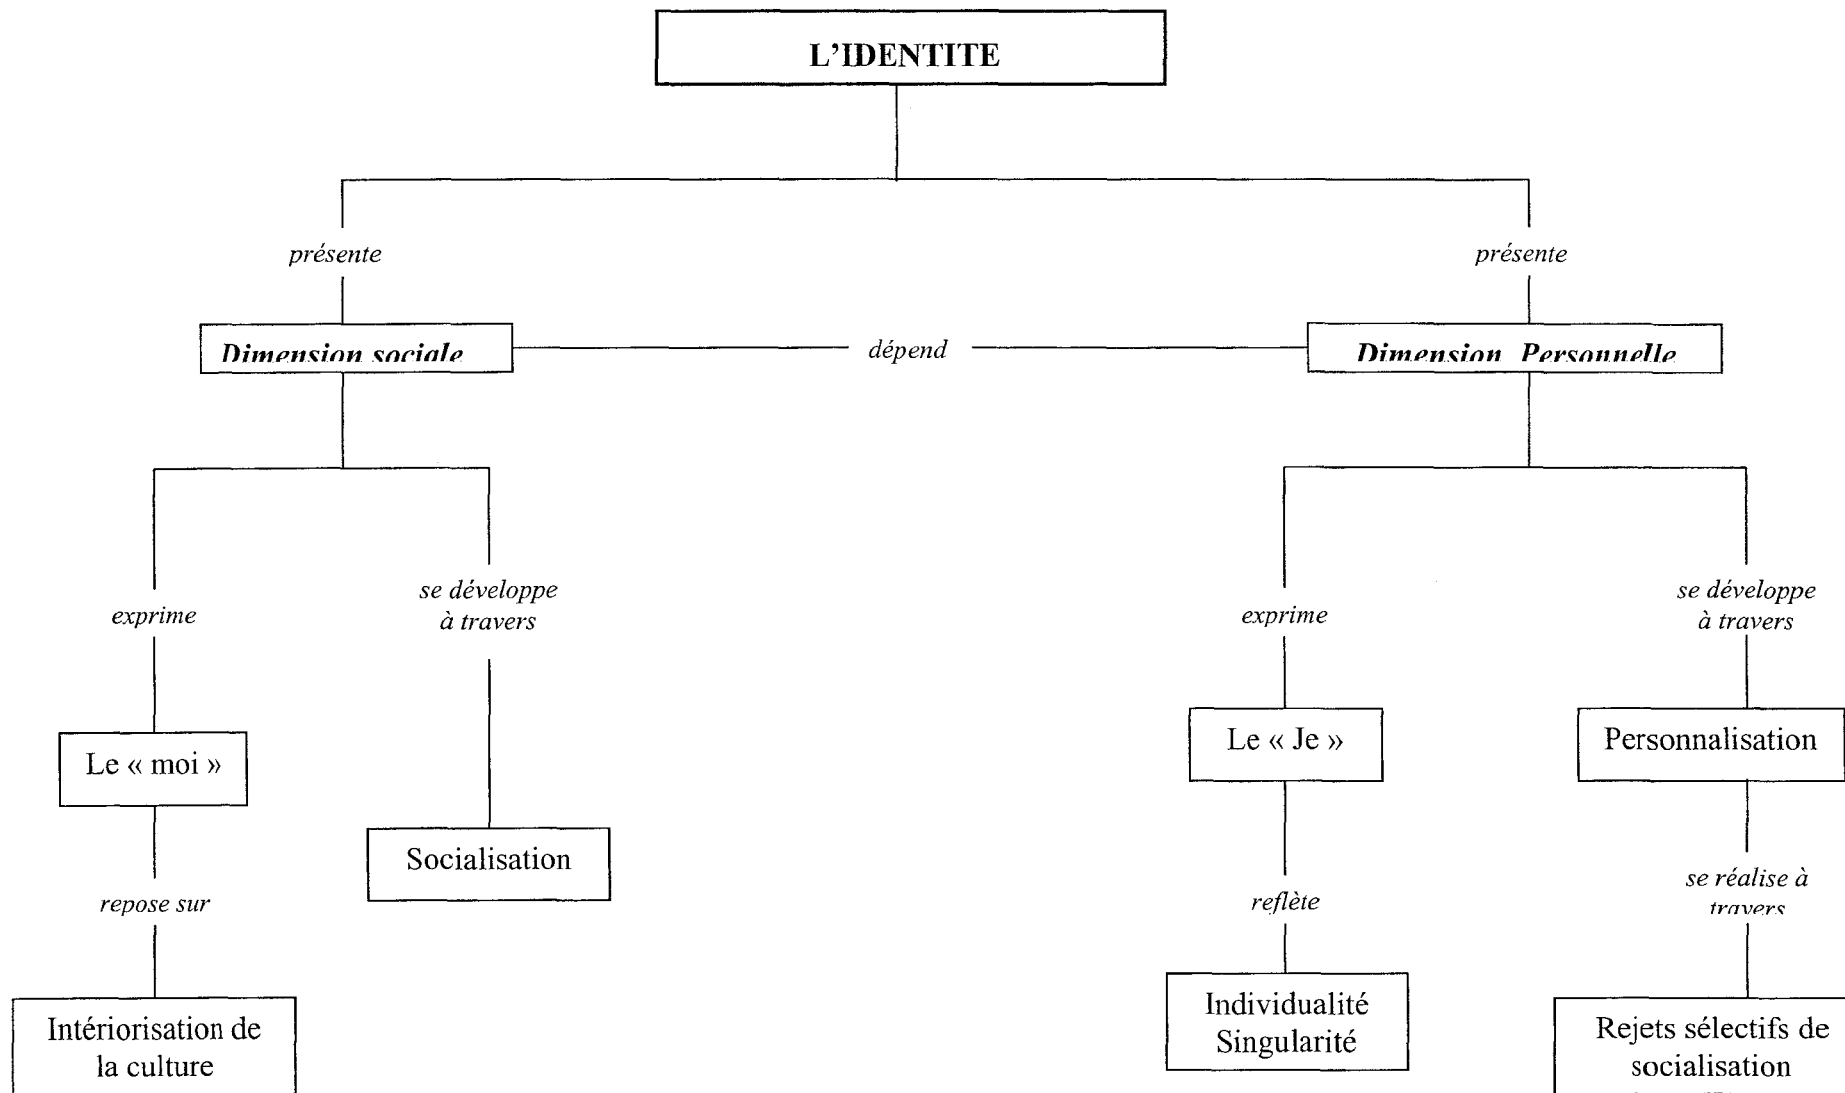 L'IDENTITE
présente
présente
Dimension sociale
dépend
Dimension Personnelle
se développe
à travers
se développe
à travers
exprime
exprime
Le « moi »
Le « Je »
Personnalisation
Socialisation
repose sur
reflète
se réalise à
travers
Intériorisation de
la culture
Individualité
Singularité
Rejets sélectifs de
socialisation